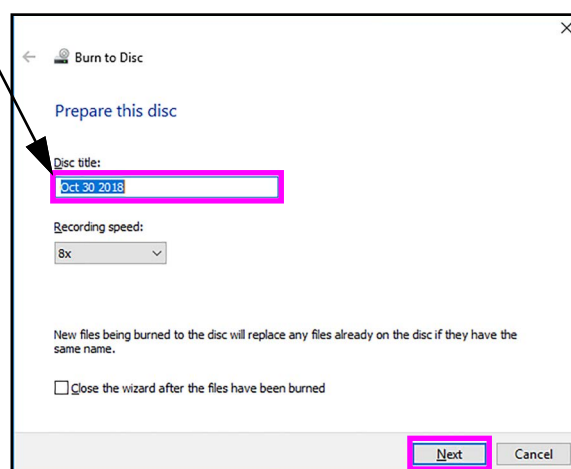 Burn to Disc
Prepare this disc
Disc title:
Oct 30 2018
Recording speed:
8x
New files being burned to the disc will replace any files already on the disc if they have the
same name.
Close the wizard after the files have been burned
Next Cancel